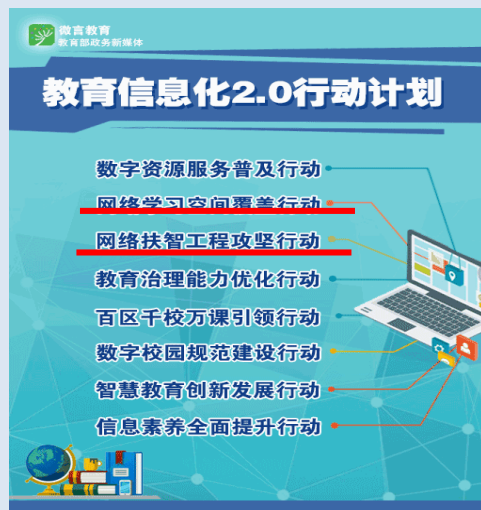 微言教育
教育部政务新媒体
教育信息化2.0行动计划
数字资源服务普及行动
网络学习空间覆盖行动
网络扶智工程攻坚行动
教育治理能力优化行动
百区千校万课引领行动
数字校园规范建设行动
智慧教育创新发展行动
信息素养全面提升行动